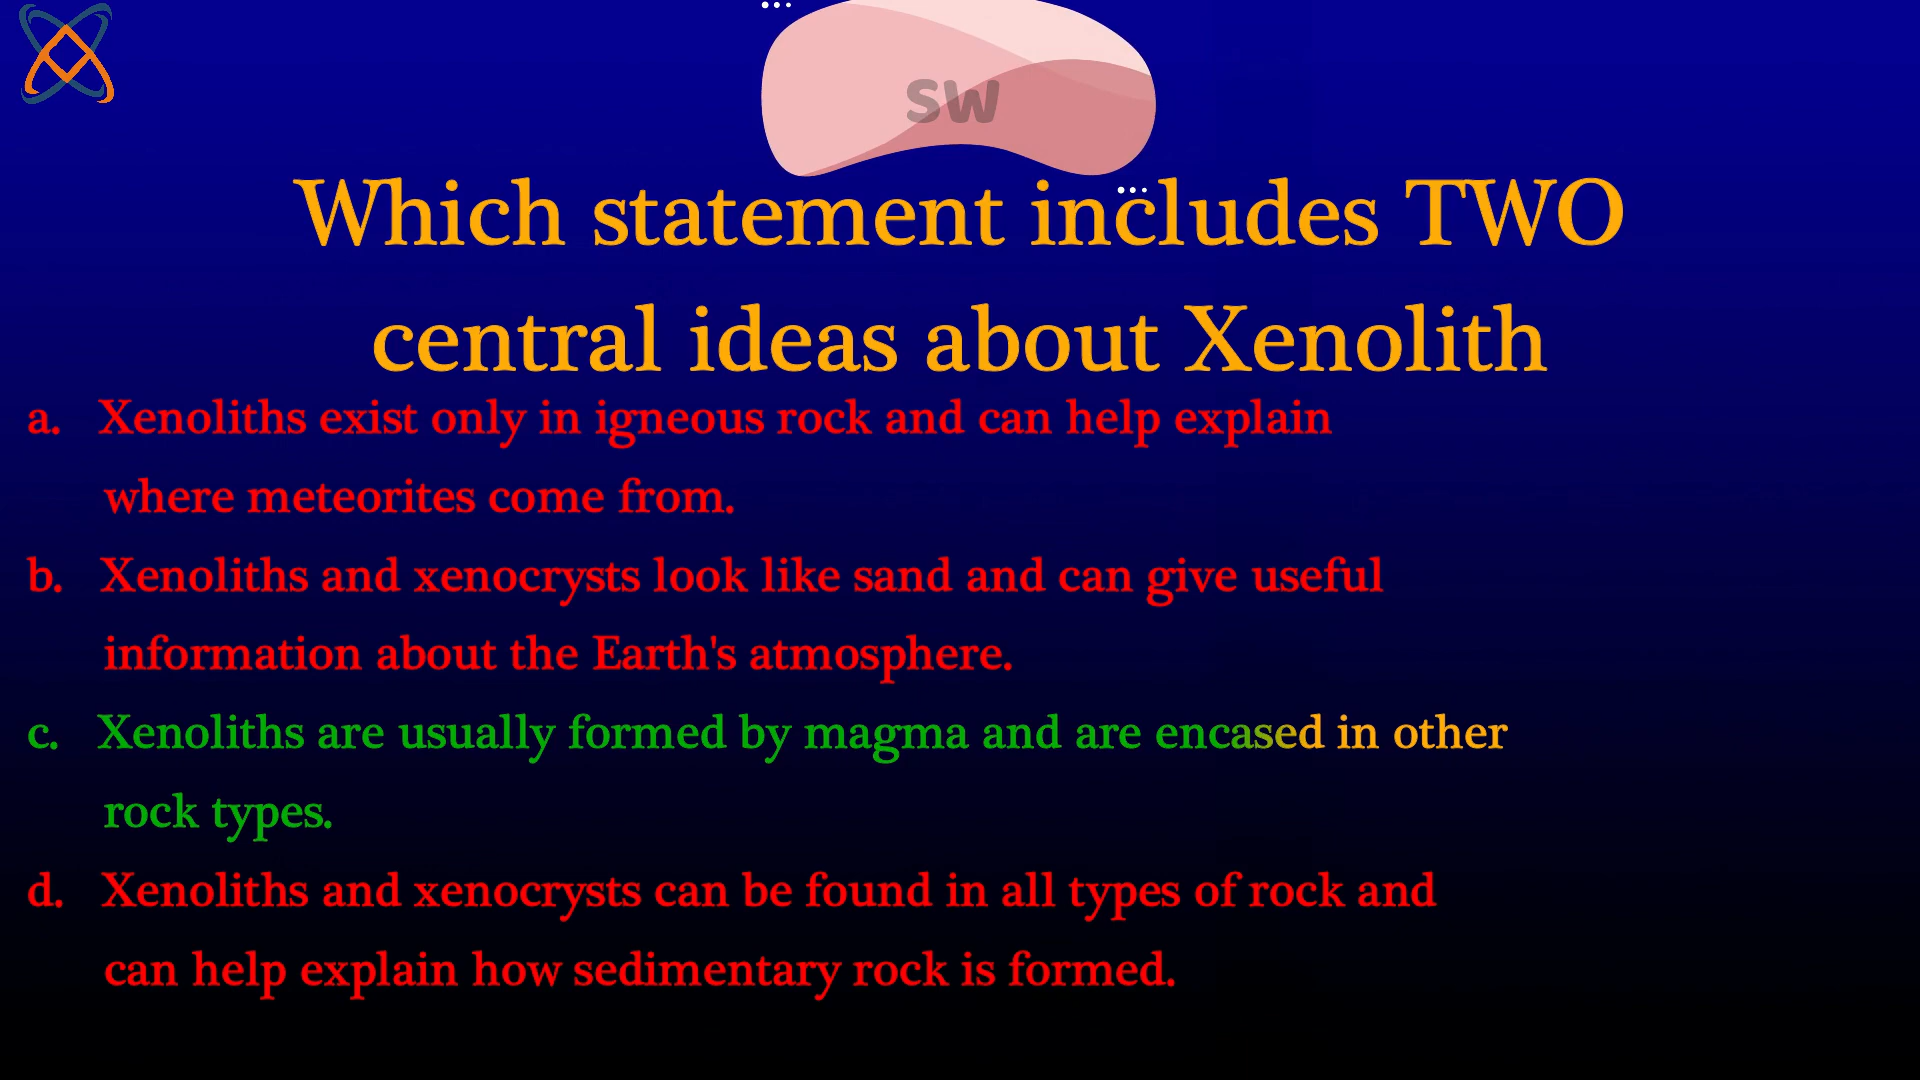 SW
Which statement includes TWO
central ideas about Xenolith
a. Xenoliths exist only in igneous rock and can help explain
where meteorites come from.
b. Xenoliths and xenocrysts look like sand and can give useful
information about the Earth's atmosphere.
c. Xenoliths are usually formed by magma and are encased in other
rock types.
d. Xenoliths and xenocrysts can be found in all types of rock and
can help explain how sedimentary rock is formed.